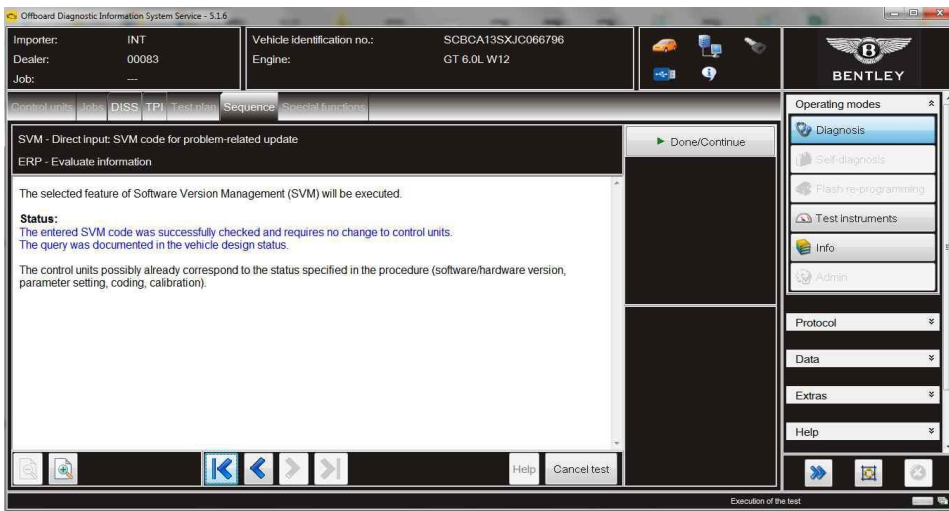 Offboard Diagnostic Information System Service - 5.1.6
Importer: INT
Dealer: 00083
Job: ---
Vehicle identification no.: SCBCA13SXJC066796
Engine: GT 6.0L W12
BENTLEY
Control units Jobs DISS TPI Test plan Sequence Special functions
SVM - Direct input: SVM code for problem-related update
ERP - Evaluate information
Done/Continue
The selected feature of Software Version Management (SVM) will be executed.
Status:
The entered SVM code was successfully checked and requires no change to control units.
The query was documented in the vehicle design status.
The control units possibly already correspond to the status specified in the procedure (software/hardware version,
parameter setting, coding, calibration).
Help
Cancel test
Operating modes
Diagnosis
Self-diagnosis
Flash re-programming
Test instruments
Info
Admin
Protocol
Data
Extras
Help
Execution of the test